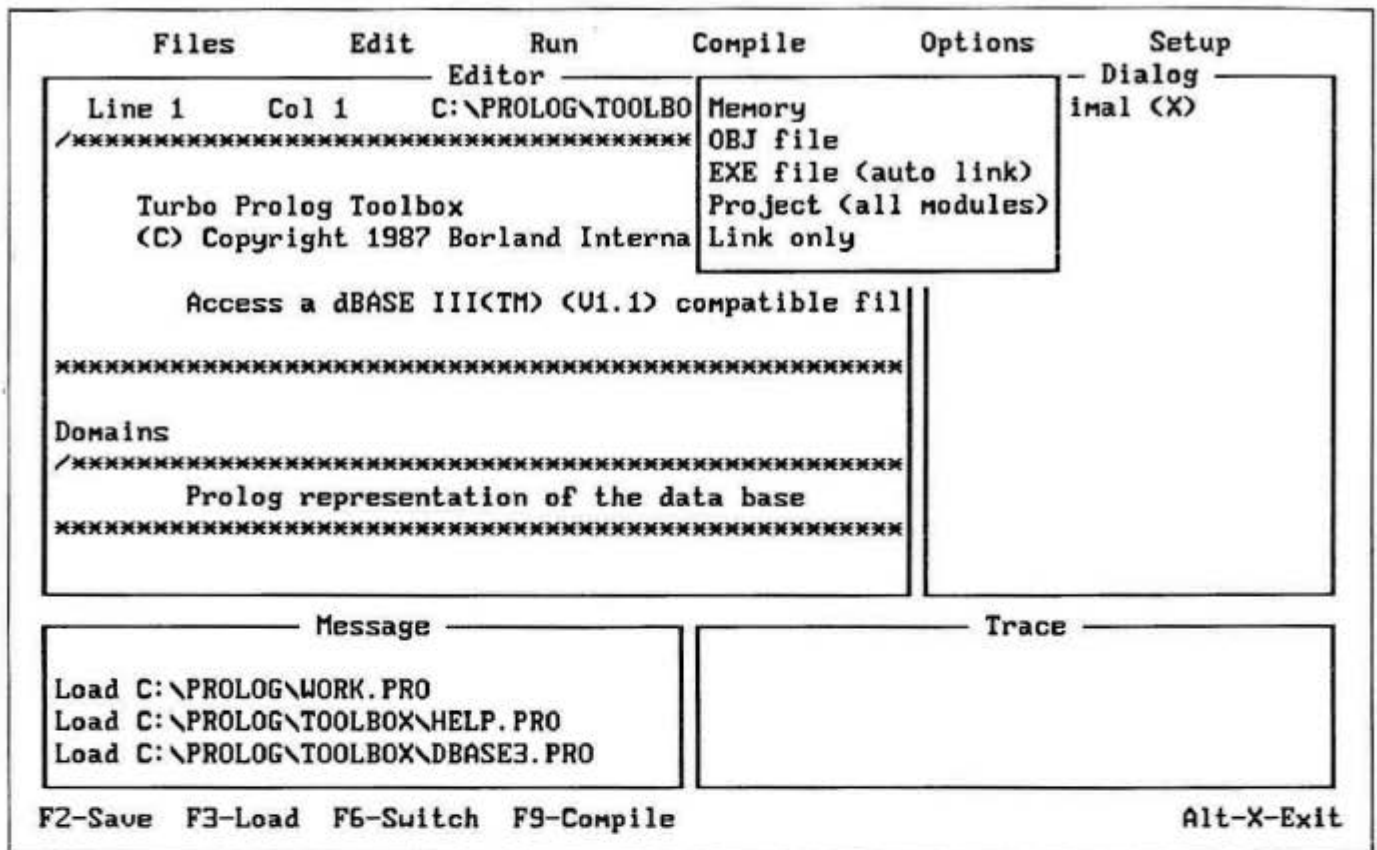 Files Edit Run Compile Options Setup
Editor
Line 1 Col 1 C:\PROLOG\TOOLBO
/***************************************
Turbo Prolog Toolbox
(C) Copyright 1987 Borland Interna
Access a dBASE III(TM) (V1.1) compatible fil
****************************************************
Domains
/***************************************************
Prolog representation of the data base
****************************************************
Memory
OBJ file
EXE file (auto link)
Project (all modules)
Link only
Dialog
imal (X)
Message
Load C:\PROLOG\WORK.PRO
Load C:\PROLOG\TOOLBOX\HELP.PRO
Load C:\PROLOG\TOOLBOX\DBASE3.PRO
Trace
F2-Save F3-Load F6-Switch F9-Compile Alt-X-Exit